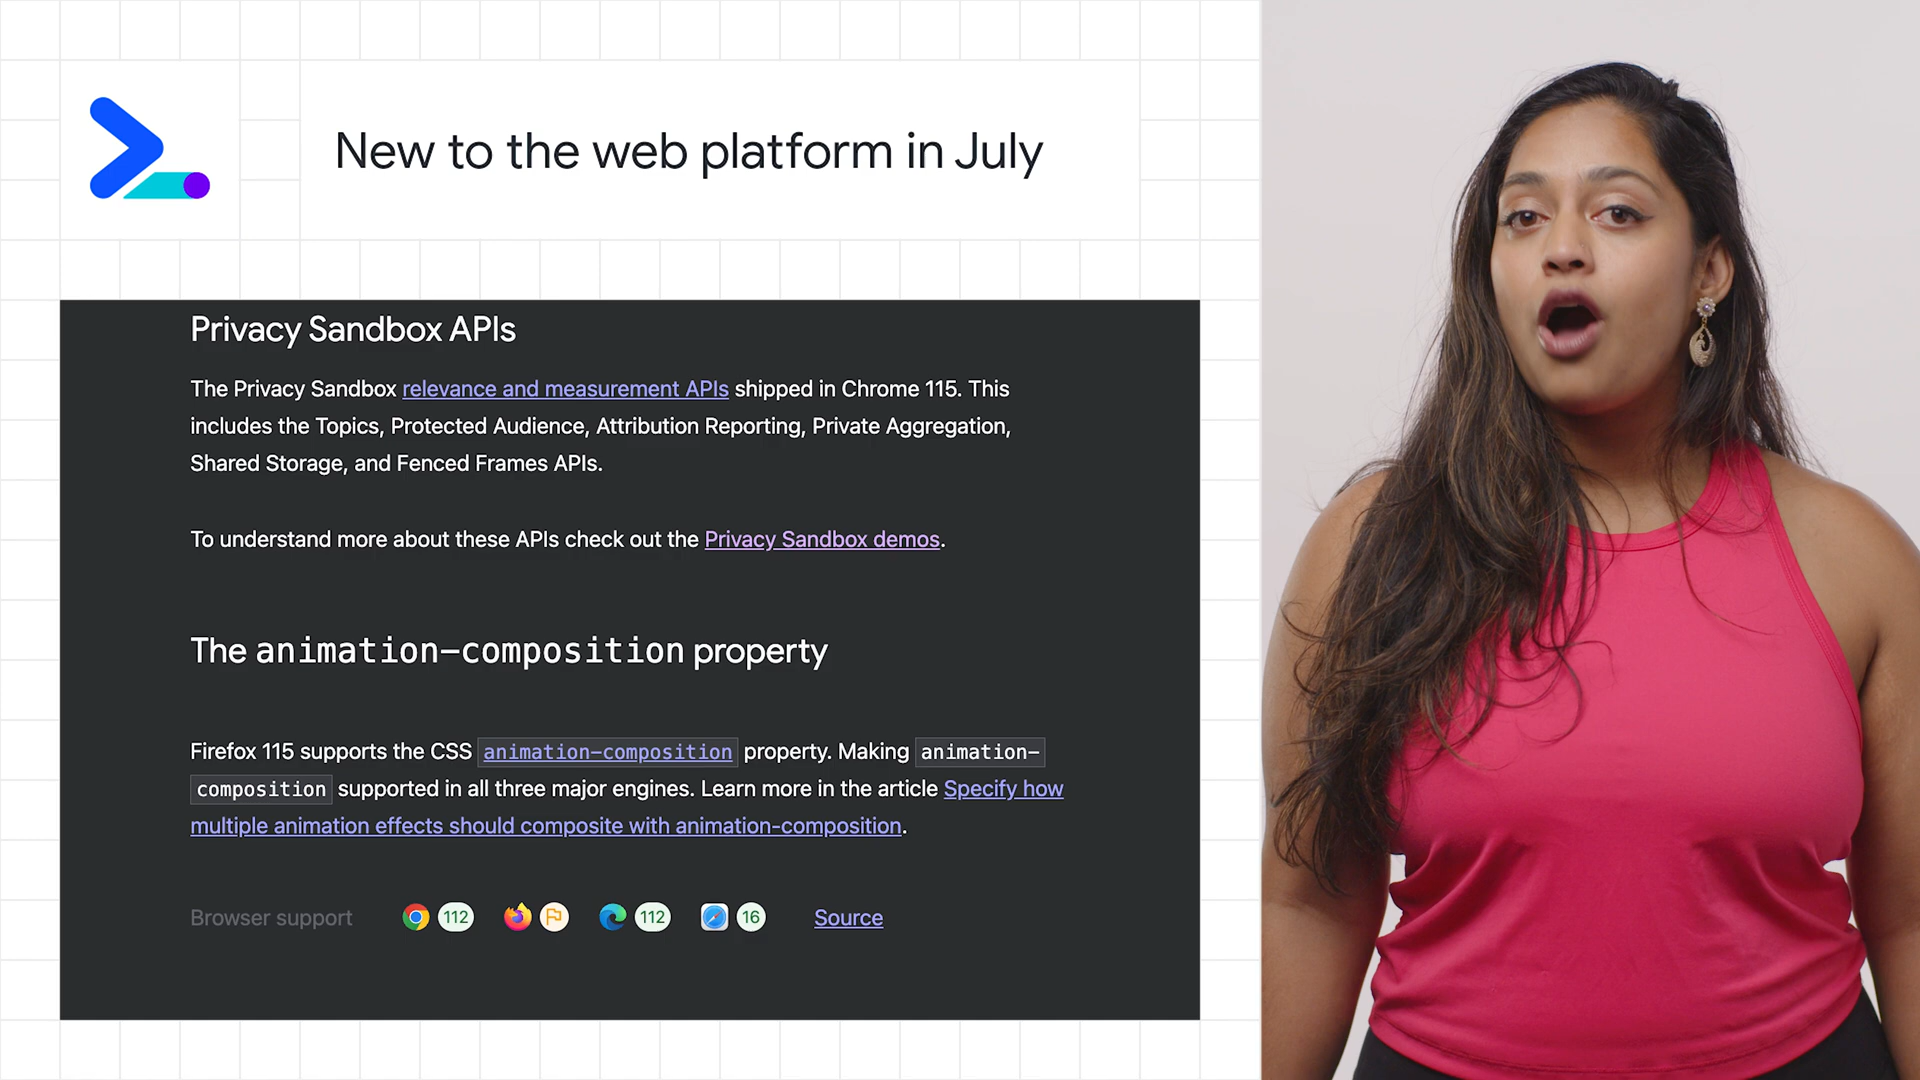 New to the web platform in July
Privacy Sandbox APIs
The Privacy Sandbox relevance and measurement APIs shipped in Chrome 115. This
includes the Topics, Protected Audience, Attribution Reporting, Private Aggregation,
Shared Storage, and Fenced Frames APIs.
To understand more about these APIs check out the Privacy Sandbox demos.
The animation-composition property
Firefox 115 supports the CSS animation-composition property. Making animation-
composition supported in all three major engines. Learn more in the article Specify how
multiple animation effects should composite with animation-composition.
Browser support 112 112 16 Source